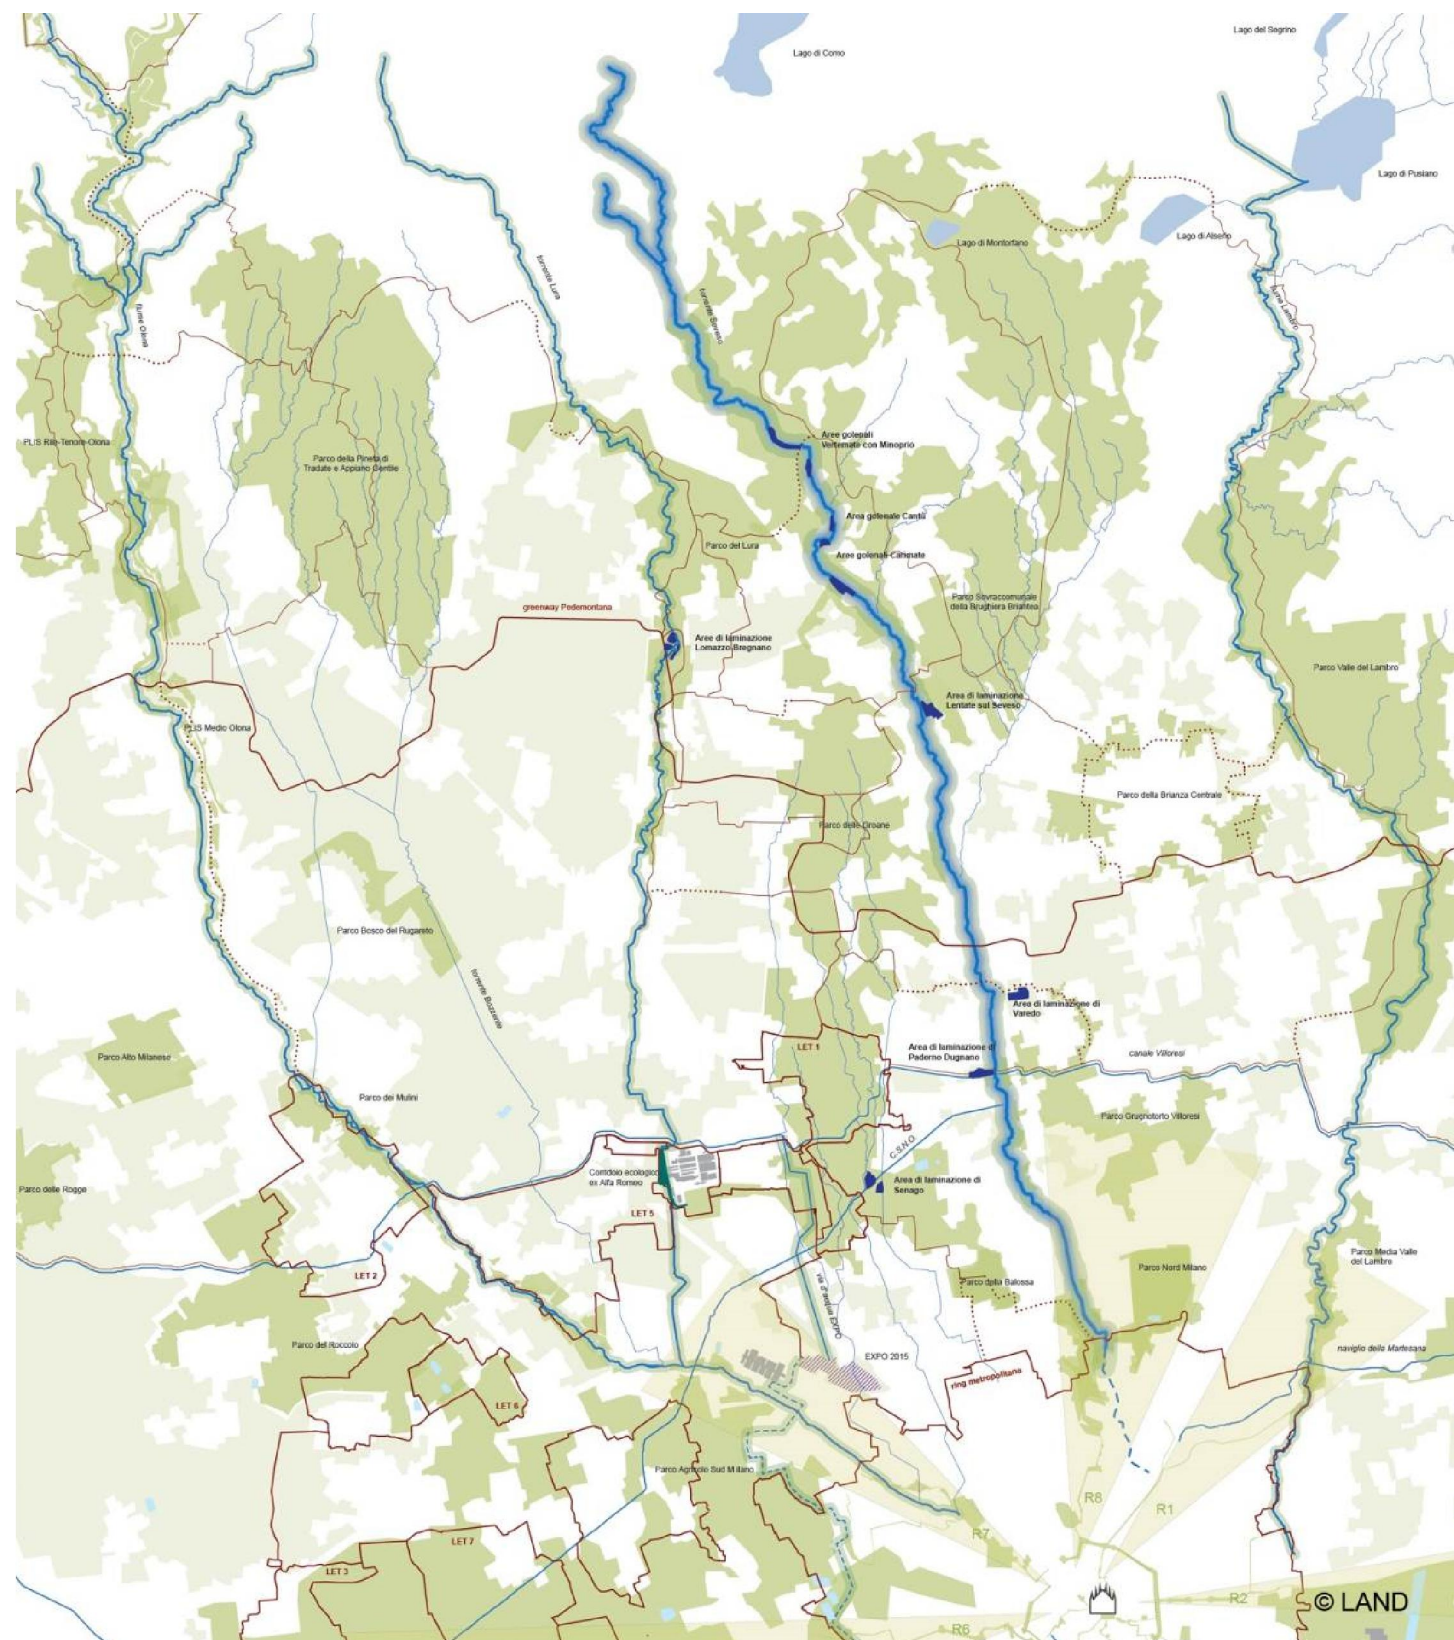 Lago del Segrino
Lago di Como
Lago di Pusiano
Lago di Alserio
Lago di Montorfano
torrente Lura
torrente Seveso
fiume Lambro
fiume Olona
PLIS Rile-Tenore-Olona
Parco della Pineta di
Tradate e Appiano Gentile
Aree golenali
Vertemate con Minoprio
Area golenale Cantù
Aree golenali Carimate
Parco del Lura
Parco Sovraccomunale
della Brughiera Briantea
greenway Pedemontana
Aree di laminazione
Lomazzo-Bregnano
Parco Valle del Lambro
Area di laminazione
Lentate sul Seveso
PLIS Medio Olona
Parco della Brianza Centrale
Parco delle Groane
Parco Bosco del Rugareto
torrente Bozzente
Area di laminazione di
Varedo
LET 1
Area di laminazione di
Paderno Dugnano
canale Villoresi
Parco Alto Milanese
Parco dei Mulini
Parco Grugnotorto Villoresi
C.S.N.O
Corridoio ecologico
ex Alfa Romeo
Area di laminazione di
Senago
Parco delle Rogge
LET 5
LET 2
Parco Media Valle
del Lambro
Parco Nord Milano
Parco della Balossa
vie d'acqua EXPO
Parco del Roccolo
EXPO 2015
naviglio della Martesana
ring metropolitana
LET 6
Parco Agricolo Sud Milano
R8
R1
R7
LET 7
LET 3
R2
© LAND
R6